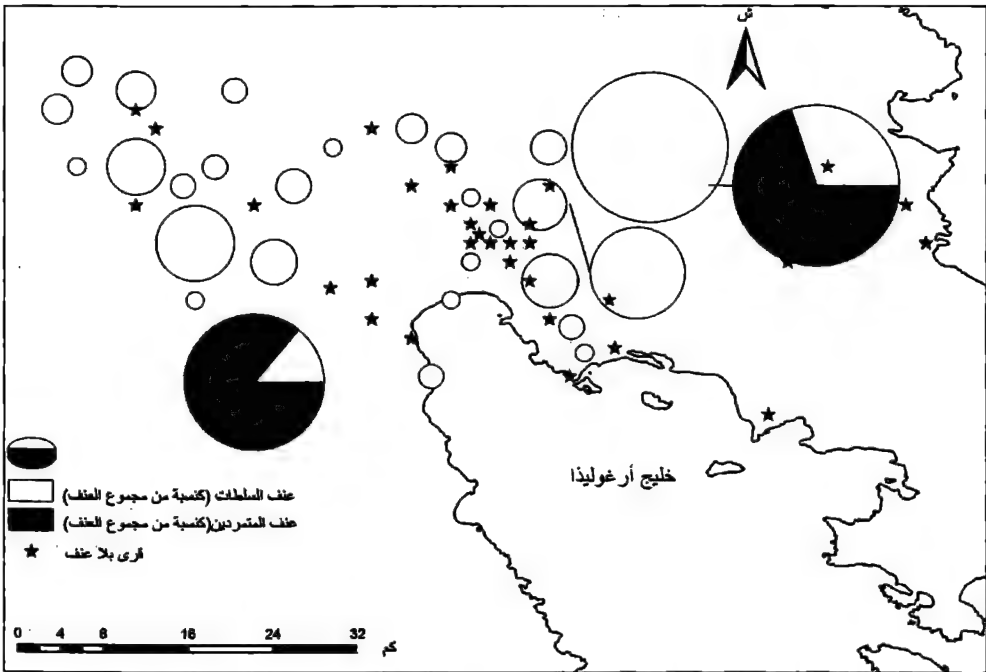 ش
خليج أرغوليذا
عنف السلطات (كنسبة من مجموع العنف)
عنف المتمردين(كنسبة من مجموع العنف)
قرى بلا عنف
0 4 8 16 24 32 كم